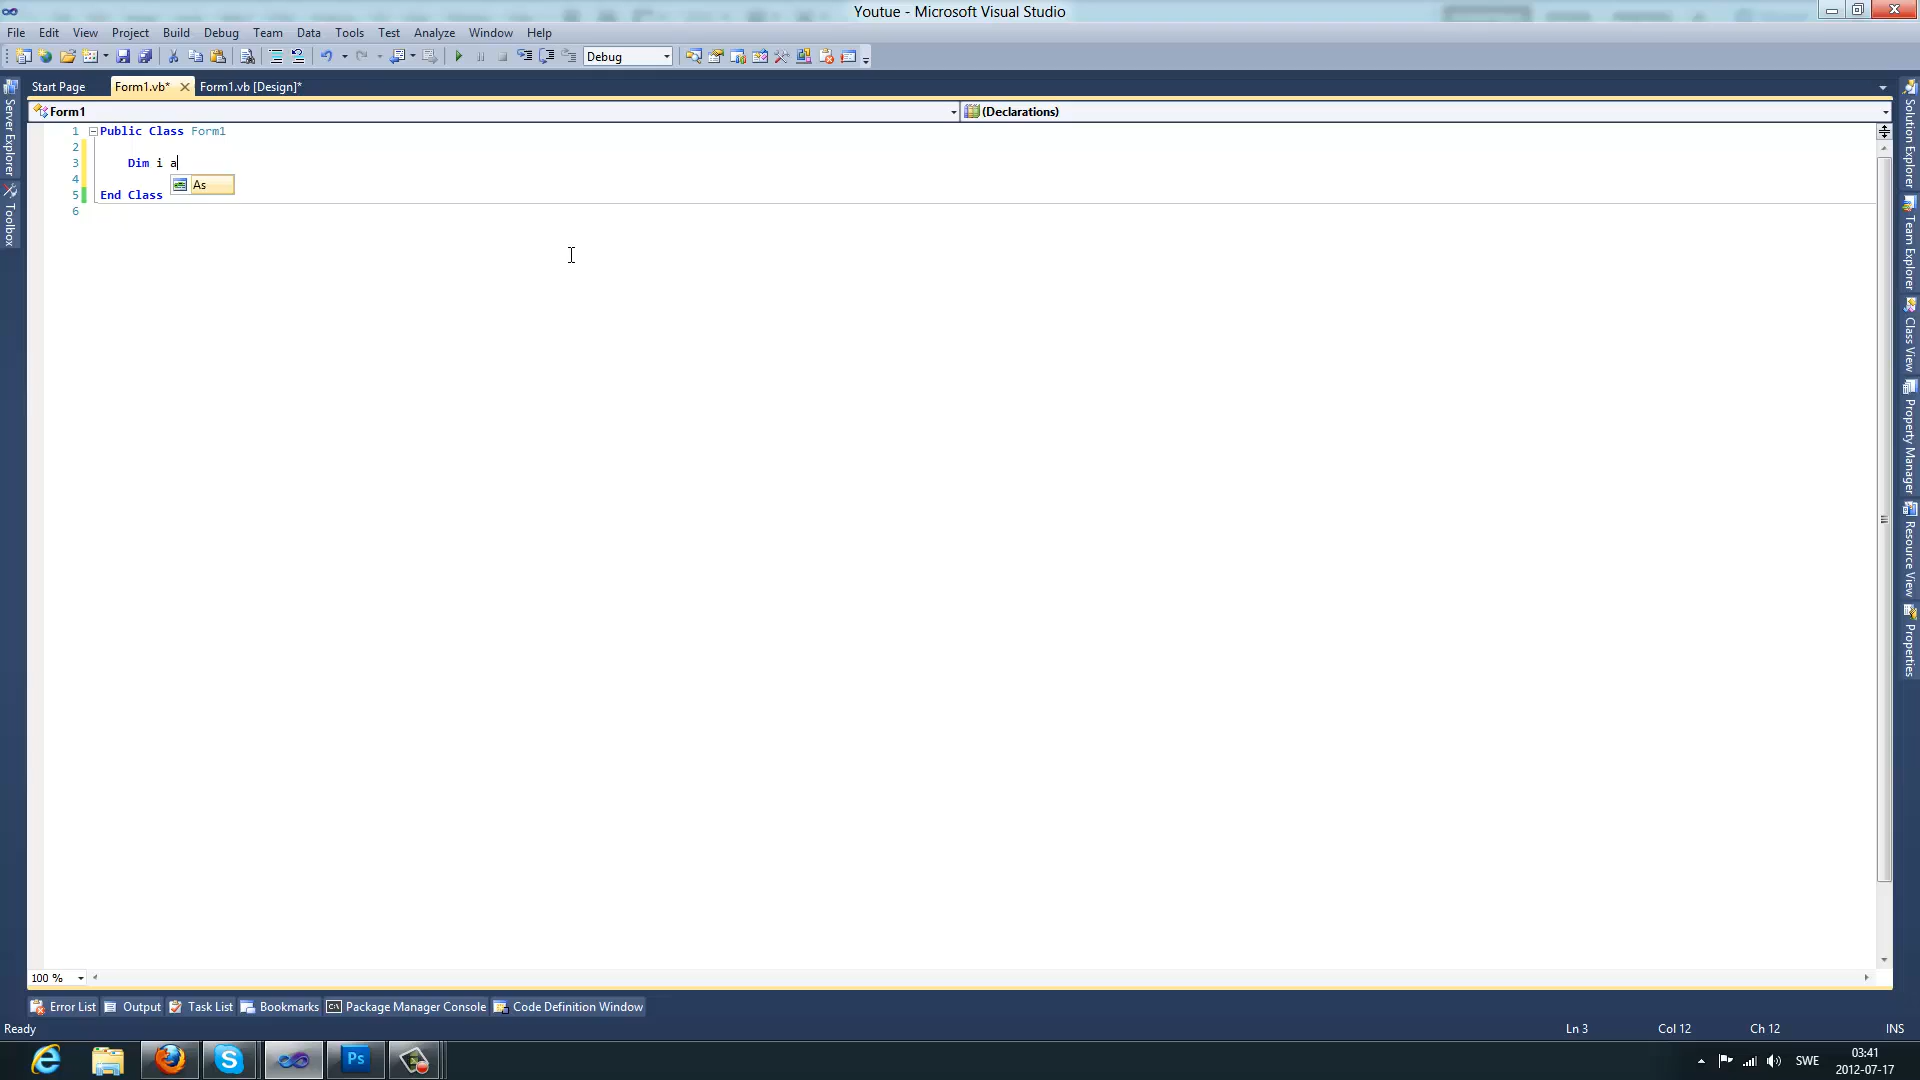 Youtue - Microsoft Visual Studio
File Edit View Project Build Debug Team Data Tools Test Analyze Window Help
Debug
Start Page Form1.vb* Form1.vb [Design]*
Form1 (Declarations)
1 Public Class Form1
2
3 Dim i a
4 As
5 End Class
6
Server Explorer
Toolbox
Solution Explorer
Team Explorer
Class View
Property Manager
Resource View
Properties
100 %
Error List Output Task List Bookmarks Package Manager Console Code Definition Window
Ready Ln 3 Col 12 Ch 12 INS
Ps
SWE
03:41
2012-07-17